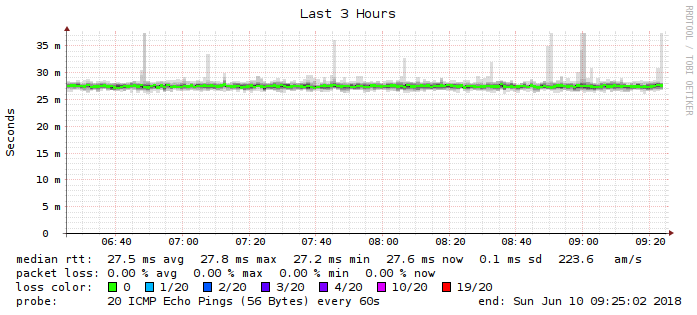 Last 3 Hours
RRDTOOL / TOBI OETIKER
Seconds
35 m
30 m
25 m
20 m
15 m
10 m
5 m
0
06:40 07:00 07:20 07:40 08:00 08:20 08:40 09:00 09:20
median rtt: 27.5 ms avg 27.8 ms max 27.2 ms min 27.6 ms now 0.1 ms sd 223.6 am/s
packet loss: 0.00 % avg 0.00 % max 0.00 % min 0.00 % now
loss color: 0 1/20 2/20 3/20 4/20 10/20 19/20
probe: 20 ICMP Echo Pings (56 Bytes) every 60s end: Sun Jun 10 09:25:02 2018